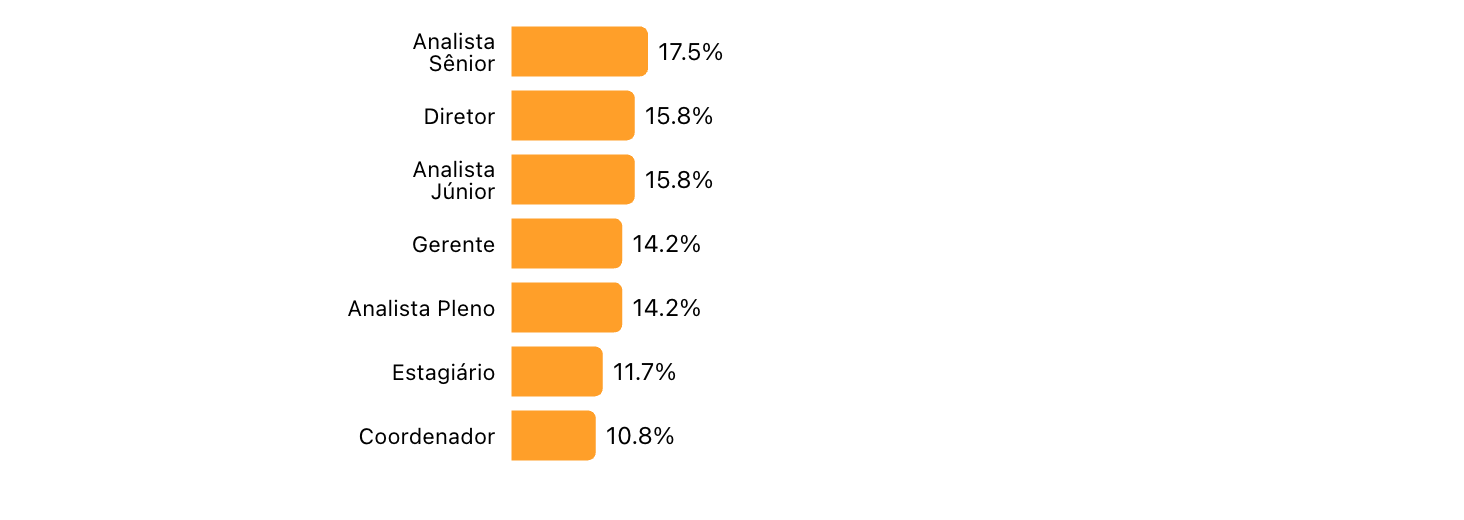 Analista
Sênior
17.5%
Diretor
15.8%
Analista
Júnior
15.8%
Gerente
14.2%
Analista Pleno
14.2%
Estagiário
11.7%
Coordenador
10.8%